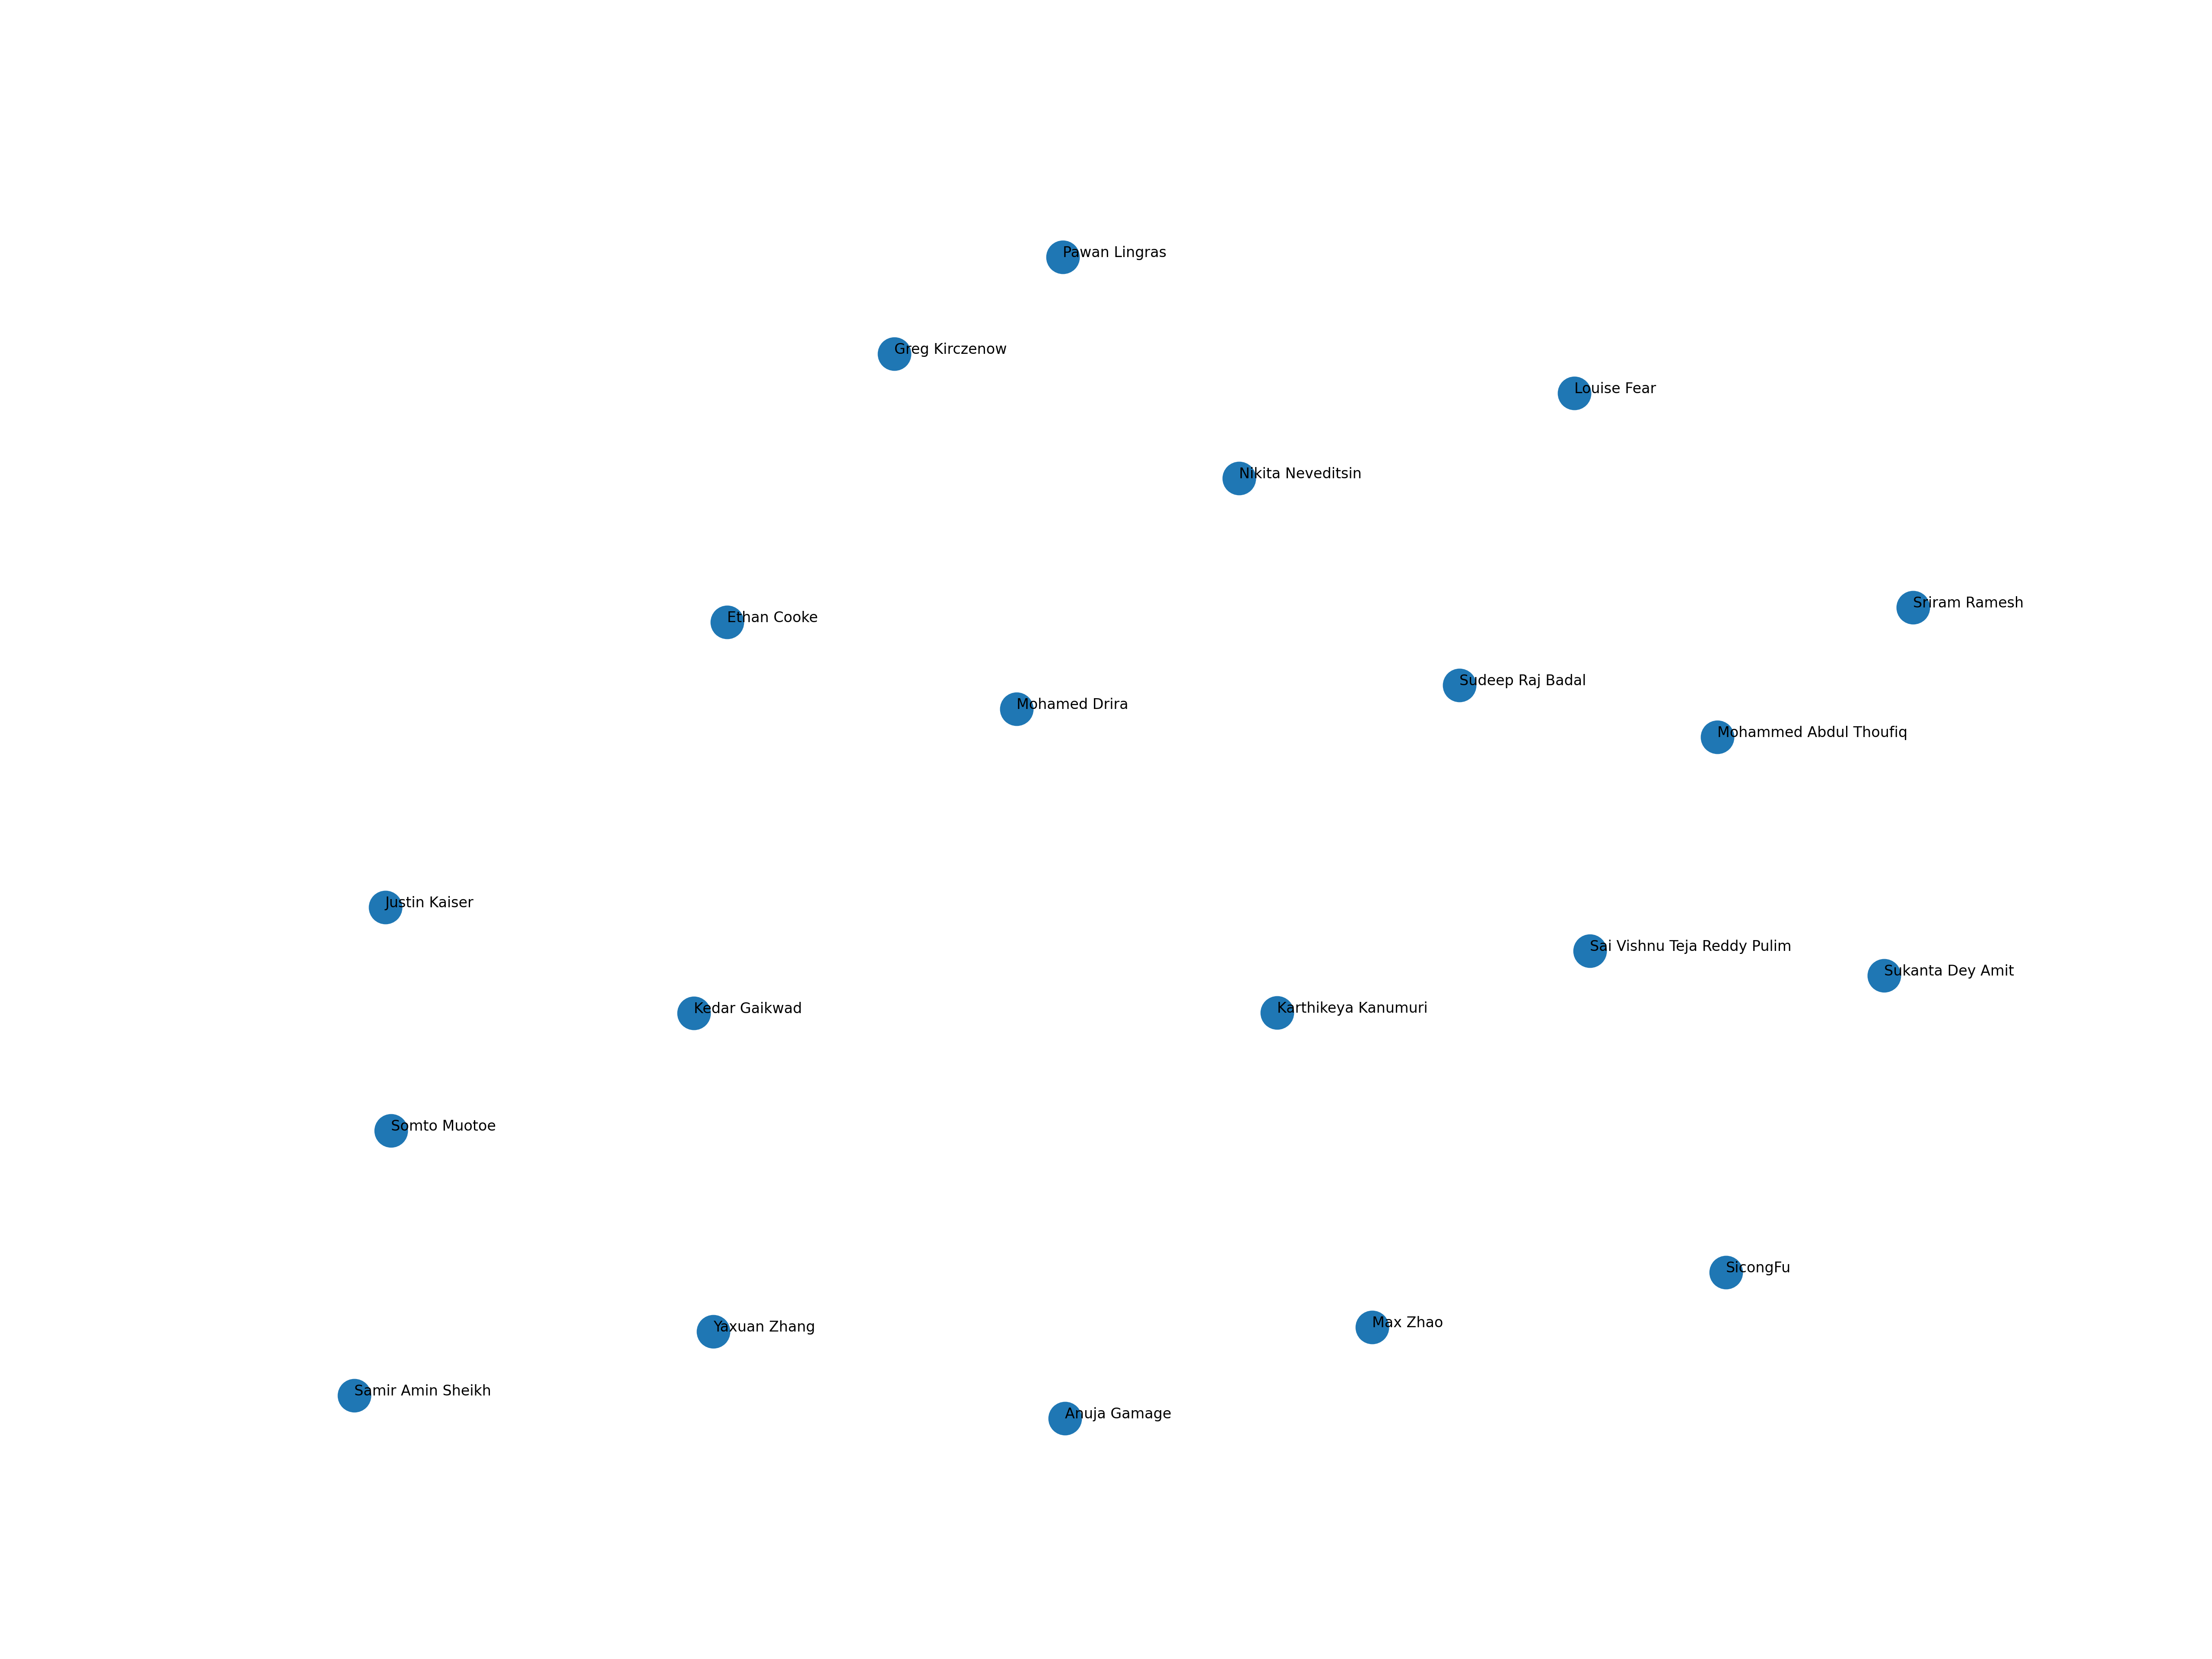 Pawan Lingras
Greg Kirczenow
Louise Fear
Nikita Neveditsin
Sriram Ramesh
Ethan Cooke
Sudeep Raj Badal
Mohamed Drira
Mohammed Abdul Thoufiq
Justin Kaiser
Sai Vishnu Teja Reddy Pulim
Sukanta Dey Amit
Kedar Gaikwad
Karthikeya Kanumuri
Somto Muotoe
SicongFu
Max Zhao
Yaxuan Zhang
Samir Amin Sheikh
Anuja Gamage